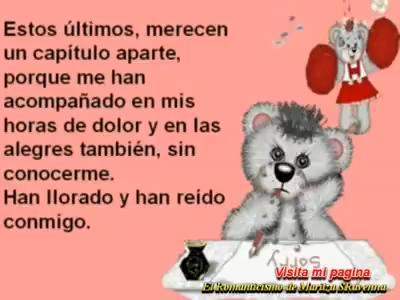 Estos últimos, merecen
un capítulo aparte,
porque me han
acompañado en mis
horas de dolor y en las
alegres también, sin
conocerme.
Han llorado y han reído
conmigo.
Sorry
Visita mi pagina
El Romanticismo de Maritza SRavenna